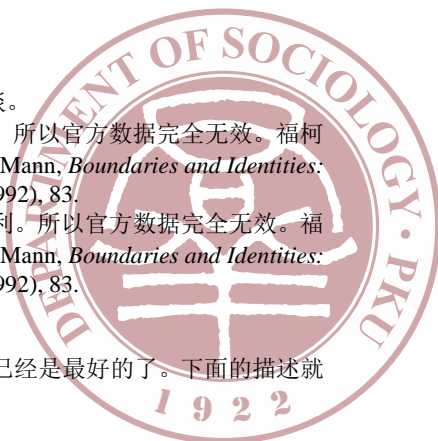 谈。
所以官方数据完全无效。福柯
Mann, Boundaries and Identities:
992), 83.
利。所以官方数据完全无效。福
Mann, Boundaries and Identities:
992), 83.
已经是最好的了。下面的描述就
DEPARTMENT OF SOCIOLOGY · PKU
1922